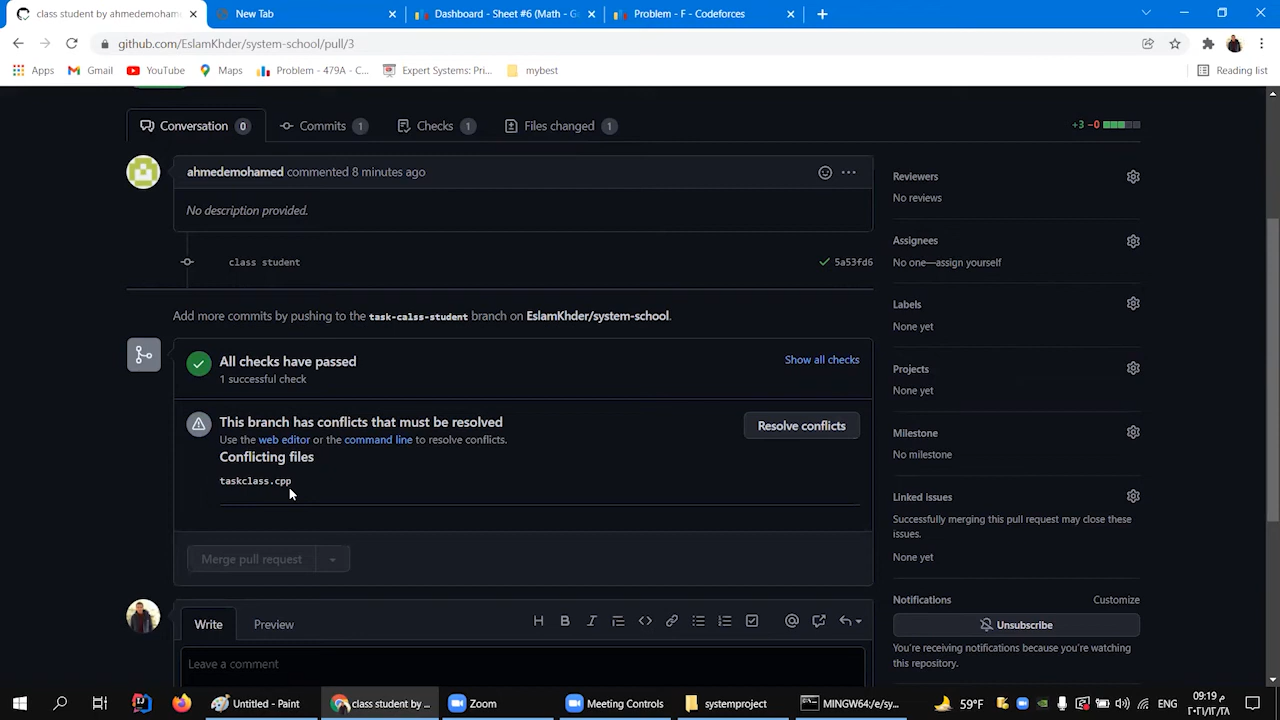 class student by ahmedemoham
New Tab
Dashboard - Sheet #6 (Math - G
Problem - F - Codeforces
github.com/EslamKhder/system-school/pull/3
Apps
Gmail
YouTube
Maps
Problem - 479A - C...
Expert Systems: Pri...
mybest
Reading list
Conversation 0
Commits 1
Checks 1
Files changed 1
+3 −0
ahmedemohamed commented 8 minutes ago
No description provided.
class student
5a53fd6
Add more commits by pushing to the task-calss-student branch on EslamKhder/system-school.
All checks have passed
1 successful check
Show all checks
This branch has conflicts that must be resolved
Use the web editor or the command line to resolve conflicts.
Resolve conflicts
Conflicting files
taskclass.cpp
Merge pull request
Write
Preview
Leave a comment
Reviewers
No reviews
Assignees
No one—assign yourself
Labels
None yet
Projects
None yet
Milestone
No milestone
Linked issues
Successfully merging this pull request may close these
issues.
None yet
Notifications
Customize
Unsubscribe
You're receiving notifications because you're watching
this repository.
Untitled - Paint
class student by ...
Zoom
Meeting Controls
systemproject
MINGW64:/e/sy...
59°F
ENG
09:19 م
٢٠٢١/١٢/٢٨